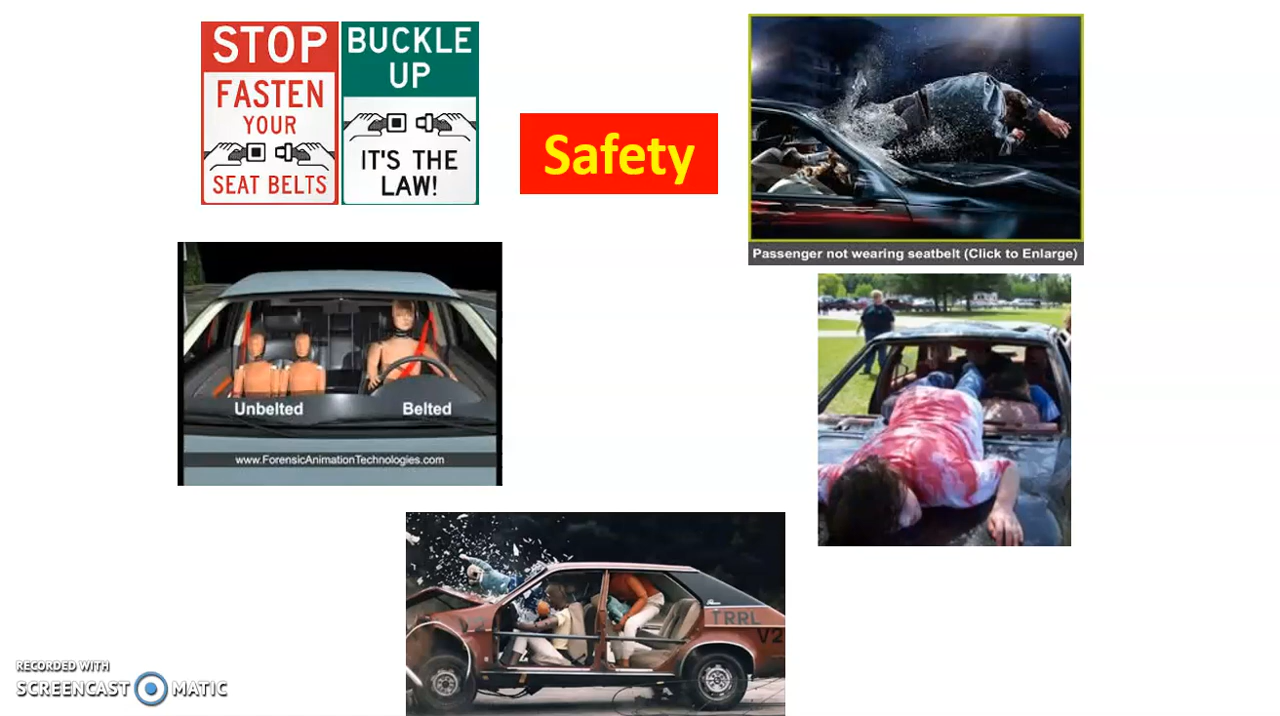 STOP
FASTEN
YOUR
SEAT BELTS
BUCKLE
UP
IT'S THE
LAW!
Safety
Passenger not wearing seatbelt (Click to Enlarge)
Unbelted Belted
www.ForensicAnimationTechnologies.com
TRRL
V2
RECORDED WITH
SCREENCAST MATIC